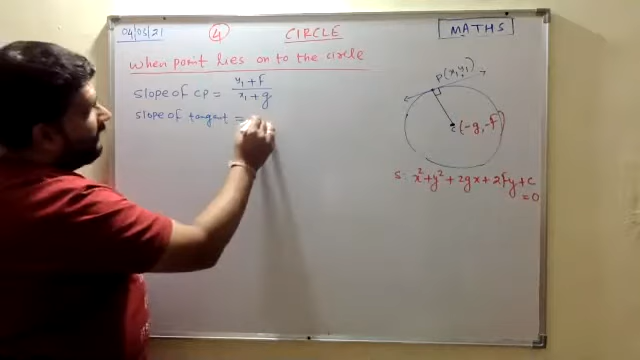 04/03/21 4 CIRCLE MATHS
when point lies on to the circle
Slope of CP = y₁ + f / x₁ + g
Slope of tangent =
P(x₁, y₁)
C(-g, -f)
S: x² + y² + 2gx + 2fy + c
= 0